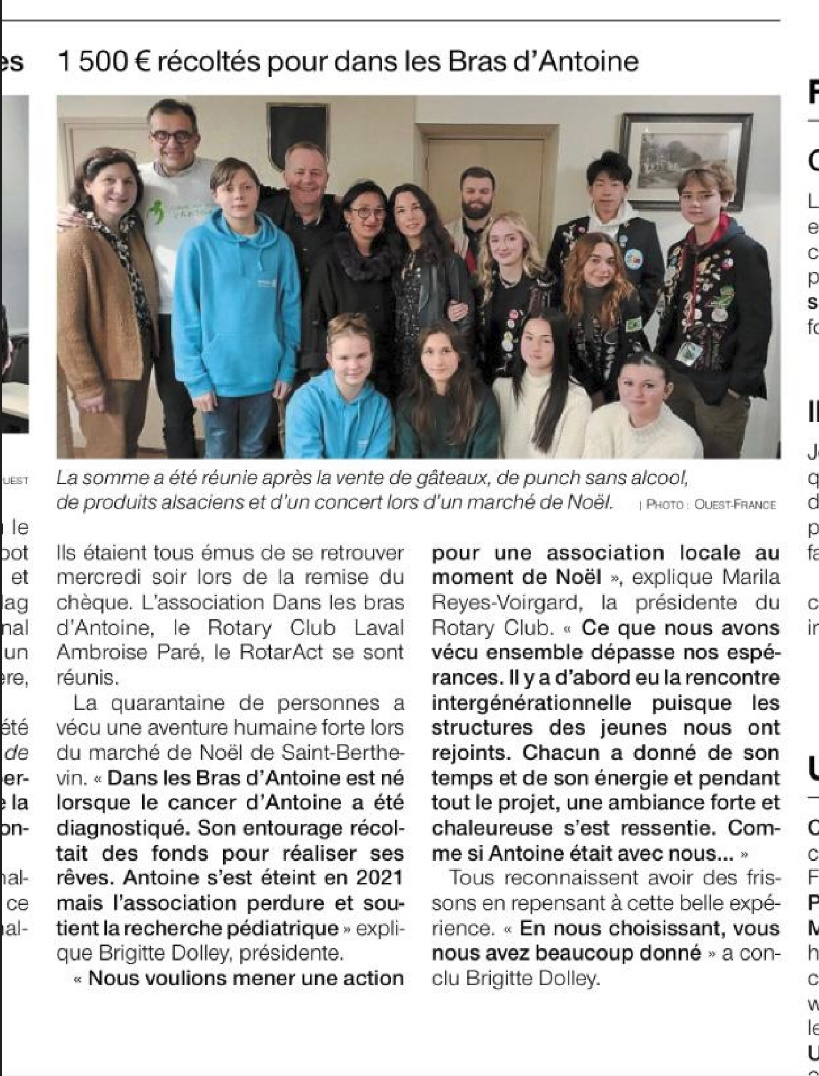 es
1 500 € récoltés pour dans les Bras d’Antoine
La somme a été réunie après la vente de gâteaux, de punch sans alcool,
de produits alsaciens et d’un concert lors d’un marché de Noël. | PHOTO : OUEST-FRANCE
Ils étaient tous émus de se retrouver
mercredi soir lors de la remise du
chèque. L’association Dans les bras
d’Antoine, le Rotary Club Laval
Ambroise Paré, le RotarAct se sont
réunis.
La quarantaine de personnes a
vécu une aventure humaine forte lors
du marché de Noël de Saint-Berthe-
vin. « Dans les Bras d’Antoine est né
lorsque le cancer d’Antoine a été
diagnostiqué. Son entourage récol-
tait des fonds pour réaliser ses
rêves. Antoine s’est éteint en 2021
mais l’association perdure et sou-
tient la recherche pédiatrique » expli-
que Brigitte Dolley, présidente.
« Nous voulions mener une action
pour une association locale au
moment de Noël », explique Marila
Reyes-Voirgard, la présidente du
Rotary Club. « Ce que nous avons
vécu ensemble dépasse nos espé-
rances. Il y a d’abord eu la rencontre
intergénérationnelle puisque les
structures des jeunes nous ont
rejoints. Chacun a donné de son
temps et de son énergie et pendant
tout le projet, une ambiance forte et
chaleureuse s’est ressentie. Com-
me si Antoine était avec nous... »
Tous reconnaissent avoir des fris-
sons en repensant à cette belle expé-
rience. « En nous choisissant, vous
nous avez beaucoup donné » a con-
clu Brigitte Dolley.